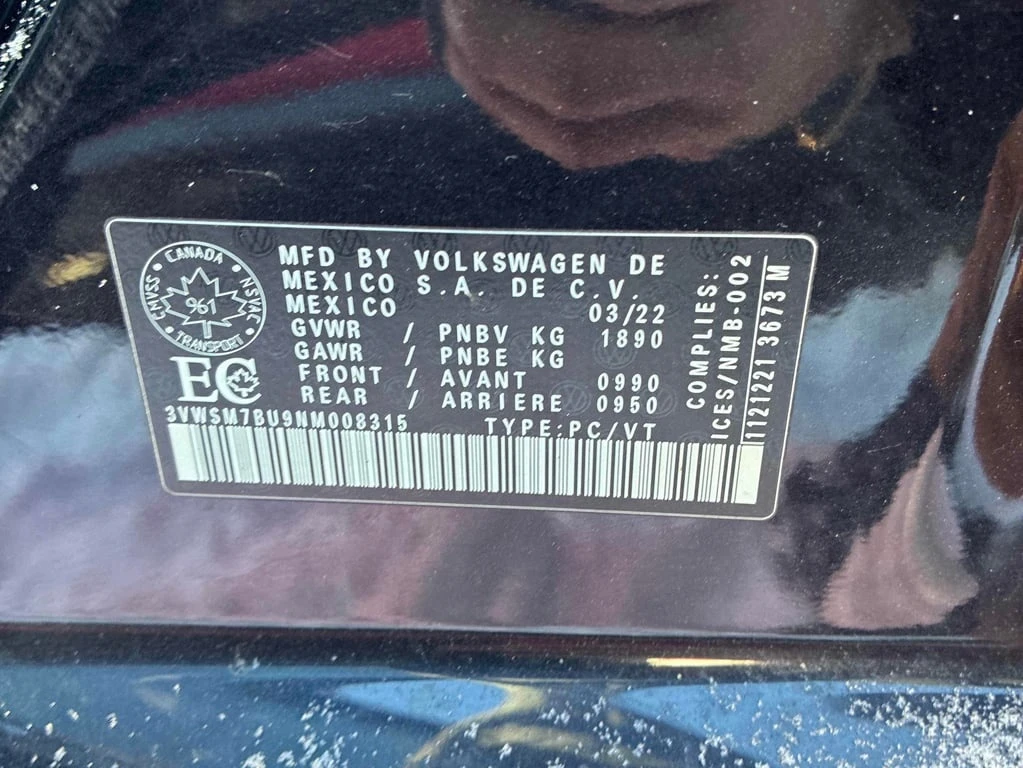 CANADA
CMVSS NSVAC
961
TRANSPORT
EC
MFD BY VOLKSWAGEN DE
MEXICO S.A. DE C.V.
MEXICO 03/22
GVWR / PNBV KG 1890
GAWR / PNBE KG
FRONT / AVANT 0990
REAR / ARRIERE 0950
3VWSM7BU9NM008315 TYPE:PC/VT
COMPLIES:
ICES/NMB-002
1121221 3673 M